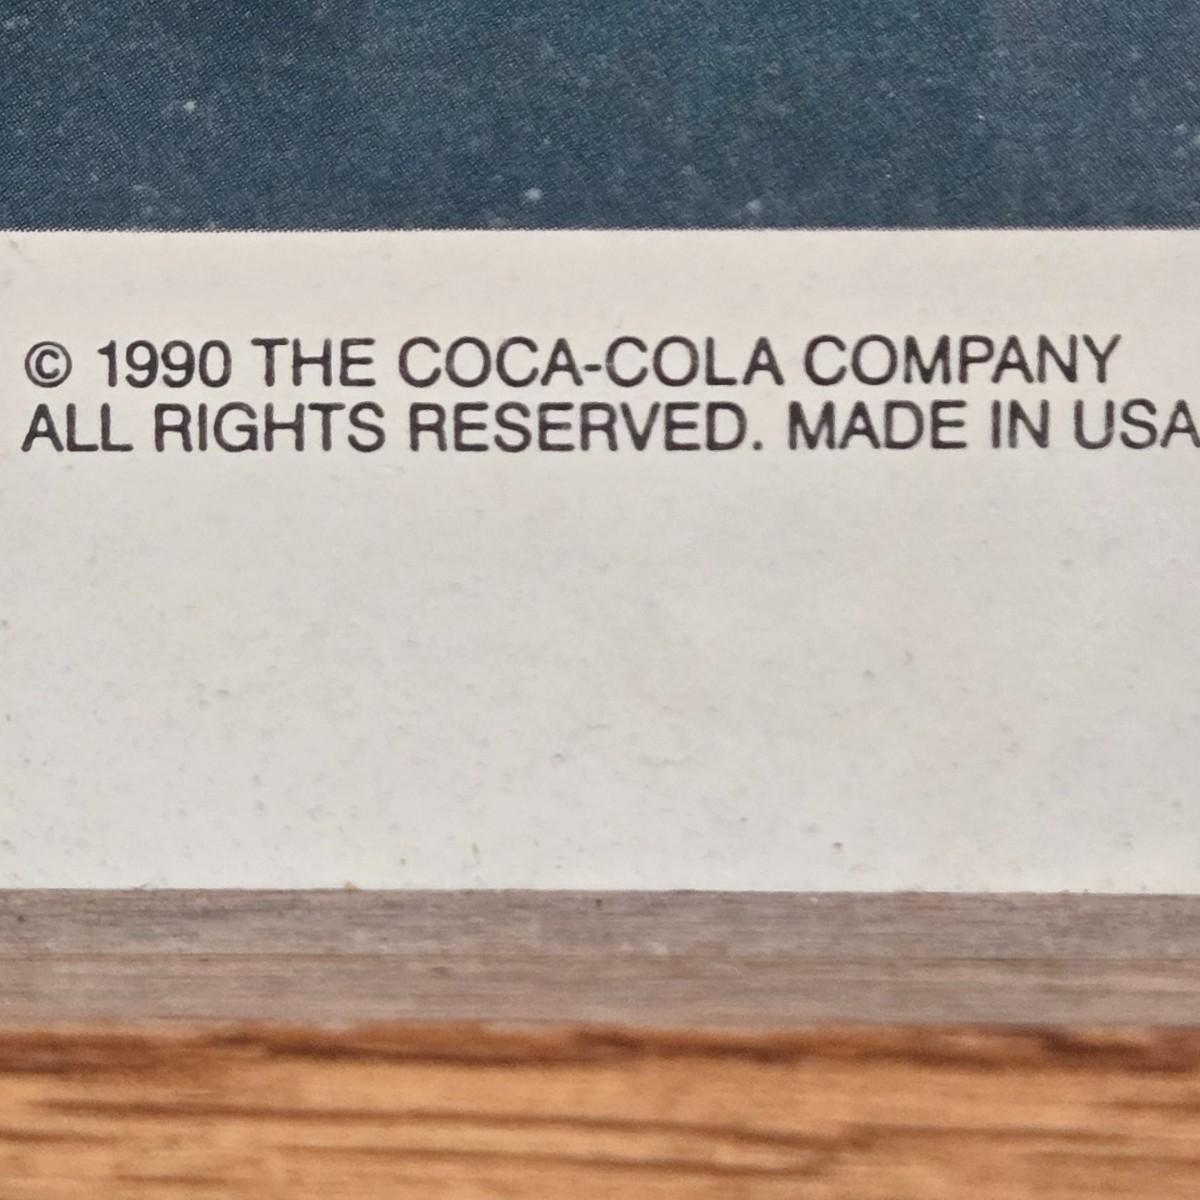 © 1990 THE COCA-COLA COMPANY
ALL RIGHTS RESERVED. MADE IN USA